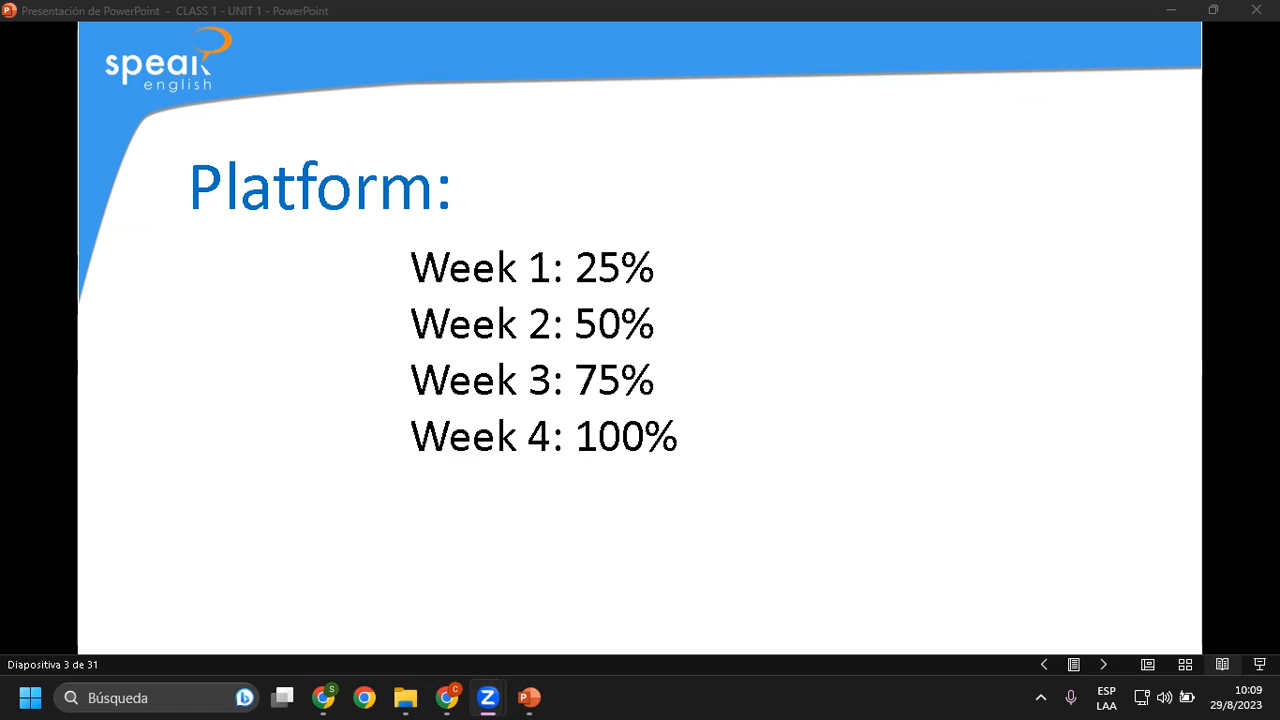 Presentación de PowerPoint - CLASS 1 - UNIT 1 - PowerPoint
speak
english
Platform:
Week 1: 25%
Week 2: 50%
Week 3: 75%
Week 4: 100%
Diapositiva 3 de 31
Búsqueda
S
C
ESP
LAA
10:09
29/8/2023